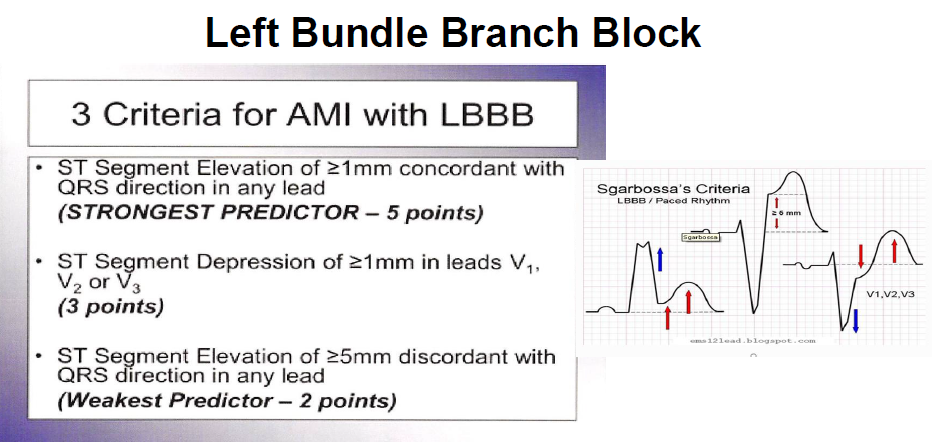 Left Bundle Branch Block
3 Criteria for AMI with LBBB
• ST Segment Elevation of ≥1mm concordant with
QRS direction in any lead
(STRONGEST PREDICTOR – 5 points)
• ST Segment Depression of ≥1mm in leads V₁,
V₂ or V₃
(3 points)
• ST Segment Elevation of ≥5mm discordant with
QRS direction in any lead
(Weakest Predictor – 2 points)
Sgarbossa's Criteria
LBBB / Paced Rhythm
≥ 5 mm
Sgarbossa
V1,V2,V3
ems12lead.blogspot.com